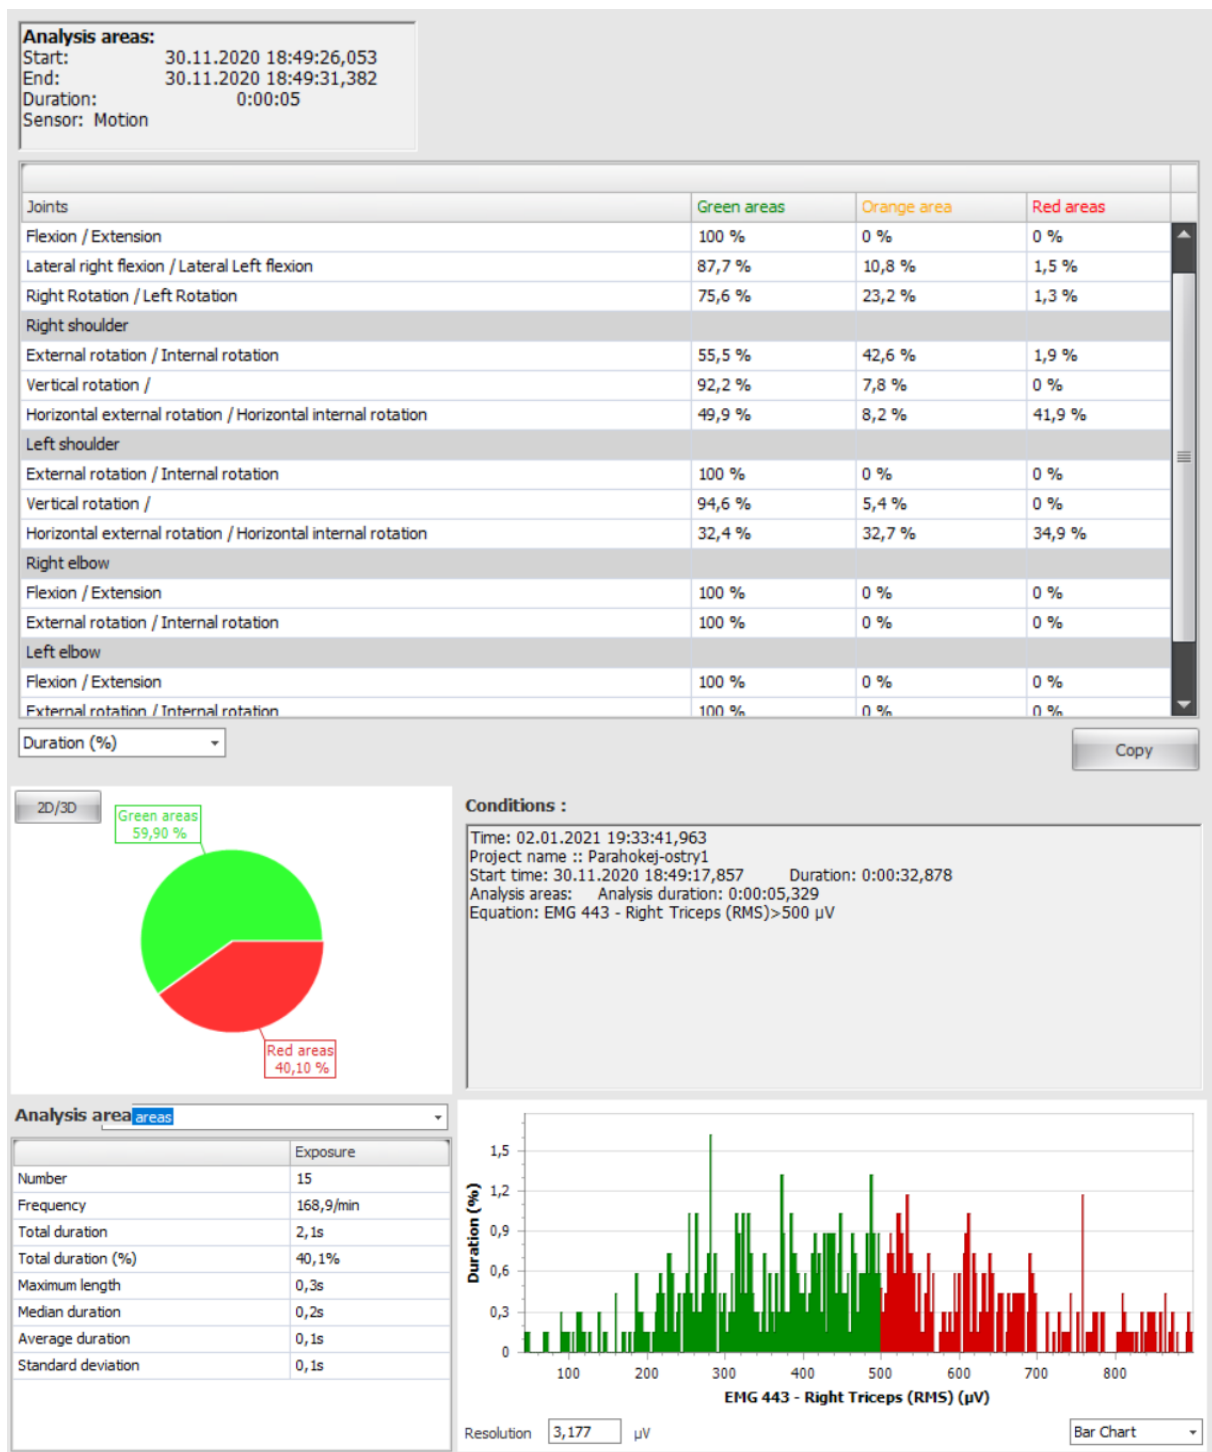 Analysis areas:
Start: 30.11.2020 18:49:26,053
End: 30.11.2020 18:49:31,382
Duration: 0:00:05
Sensor: Motion
Joints Green areas Orange area Red areas
Flexion / Extension 100 % 0 % 0 %
Lateral right flexion / Lateral Left flexion 87,7 % 10,8 % 1,5 %
Right Rotation / Left Rotation 75,6 % 23,2 % 1,3 %
Right shoulder
External rotation / Internal rotation 55,5 % 42,6 % 1,9 %
Vertical rotation / 92,2 % 7,8 % 0 %
Horizontal external rotation / Horizontal internal rotation 49,9 % 8,2 % 41,9 %
Left shoulder
External rotation / Internal rotation 100 % 0 % 0 %
Vertical rotation / 94,6 % 5,4 % 0 %
Horizontal external rotation / Horizontal internal rotation 32,4 % 32,7 % 34,9 %
Right elbow
Flexion / Extension 100 % 0 % 0 %
External rotation / Internal rotation 100 % 0 % 0 %
Left elbow
Flexion / Extension 100 % 0 % 0 %
External rotation / Internal rotation 100 % 0 % 0 %
Duration (%)
Copy
2D/3D
Green areas
59,90 %
Red areas
40,10 %
Conditions :
Time: 02.01.2021 19:33:41,963
Project name :: Parahokej-ostry1
Start time: 30.11.2020 18:49:17,857 Duration: 0:00:32,878
Analysis areas: Analysis duration: 0:00:05,329
Equation: EMG 443 - Right Triceps (RMS)>500 µV
Analysis area areas
Exposure
Number 15
Frequency 168,9/min
Total duration 2,1s
Total duration (%) 40,1%
Maximum length 0,3s
Median duration 0,2s
Average duration 0,1s
Standard deviation 0,1s
Duration (%)
1,5
1,2
0,9
0,6
0,3
0
100 200 300 400 500 600 700 800
EMG 443 - Right Triceps (RMS) (µV)
Resolution 3,177 µV
Bar Chart